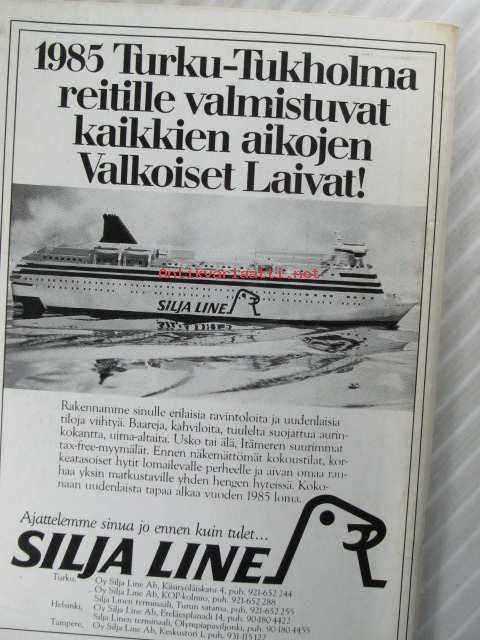 1985 Turku-Tukholma
reitille valmistuvat
kaikkien aikojen
Valkoiset Laivat!
Antikvariaatti.net
SILJA LINE
Rakennamme sinulle erilaisia ravintoloita ja uudenlaisia
tiloja viihtyä. Baareja, kahviloita, tuulelta suojattua aurin-
kokantta, uima-altaita. Usko tai älä, Itämeren suurimmat
tax-free-myymälät. Ennen näkemättömät kokoustilat, kor-
keatasoiset hytit lomailevalle perheelle ja aivan omaa rau-
haa yksin matkustaville yhden hengen hyteissä. Koko-
naan uudenlaista tapaa alkaa vuoden 1985 loma.
Ajattelemme sinua jo ennen kuin tulet...
SILJA LINE
Turku, Oy Silja Line Ab, Käsityöläiskatu 4, puh. 921-652 244
Oy Silja Line Ab, KOP-kolmio, puh. 921-652 288
Silja Linen terminaali, Turun satama, puh. 921-652 255
Helsinki, Oy Silja Line Ab, Eteläesplanadi 14, puh. 90-180 4422
Silja Linen terminaali, Olympiapaviljonki, puh. 90-180 4455
Tampere, Oy Silja Line Ab, Keskustori 1, puh. 931-115 122